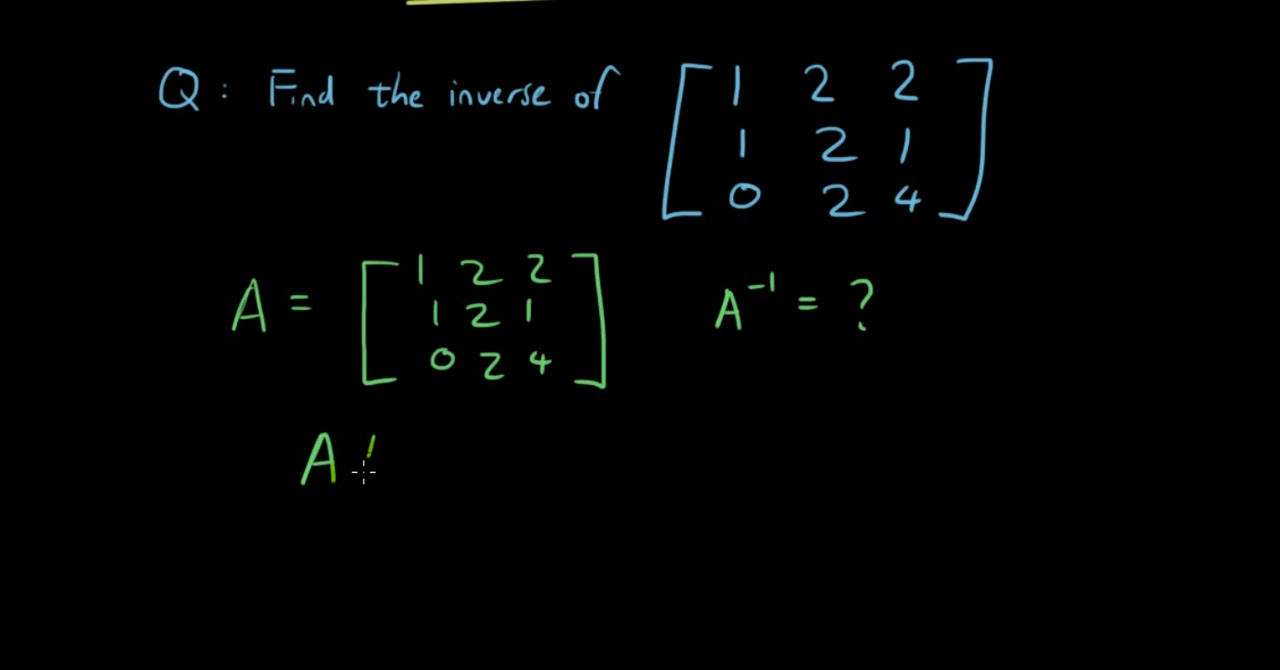 Q: Find the inverse of [1 2 2
1 2 1
0 2 4]
A = [1 2 2
1 2 1
0 2 4]
A⁻¹ = ?
A